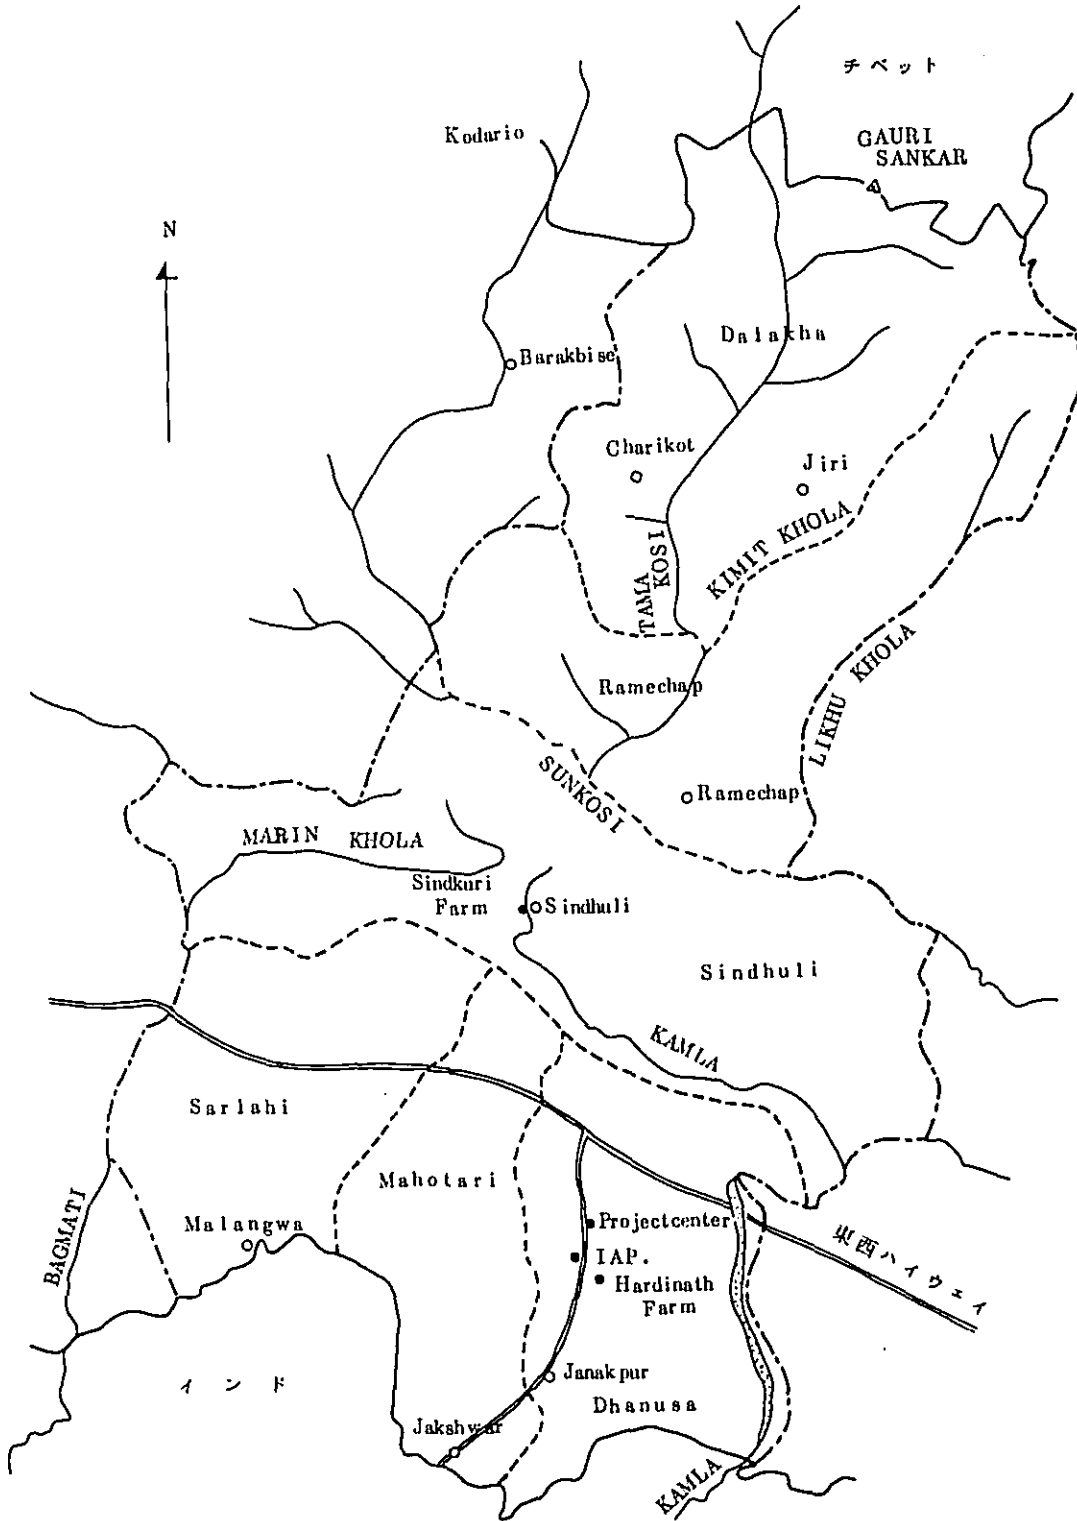 チベット
Kodario
GAURI
SANKAR
N
Dalakha
Barakbise
Charikot
Jiri
TAMA
KOSI
KIMIT KHOLA
LIKHU KHOLA
Ramechap
SUNKOSI
Ramechap
MARIN KHOLA
Sindkuri
Farm
Sindhuli
Sindhuli
KAMLA
Sarlahi
Mahotari
BAGMATI
Malangwa
Projectcenter
IAP.
Hardinath
Farm
東西ハイウェイ
インド
Janakpur
Dhanusa
Jakshwar
KAMLA